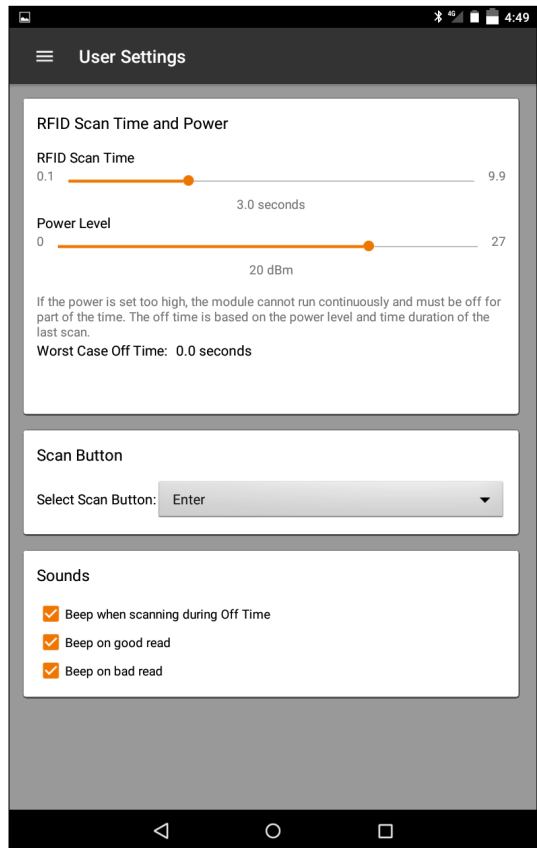 4G 4:49
User Settings
RFID Scan Time and Power
RFID Scan Time
0.1 9.9
3.0 seconds
Power Level
0 27
20 dBm
If the power is set too high, the module cannot run continuously and must be off for
part of the time. The off time is based on the power level and time duration of the
last scan.
Worst Case Off Time: 0.0 seconds
Scan Button
Select Scan Button: Enter
Sounds
Beep when scanning during Off Time
Beep on good read
Beep on bad read